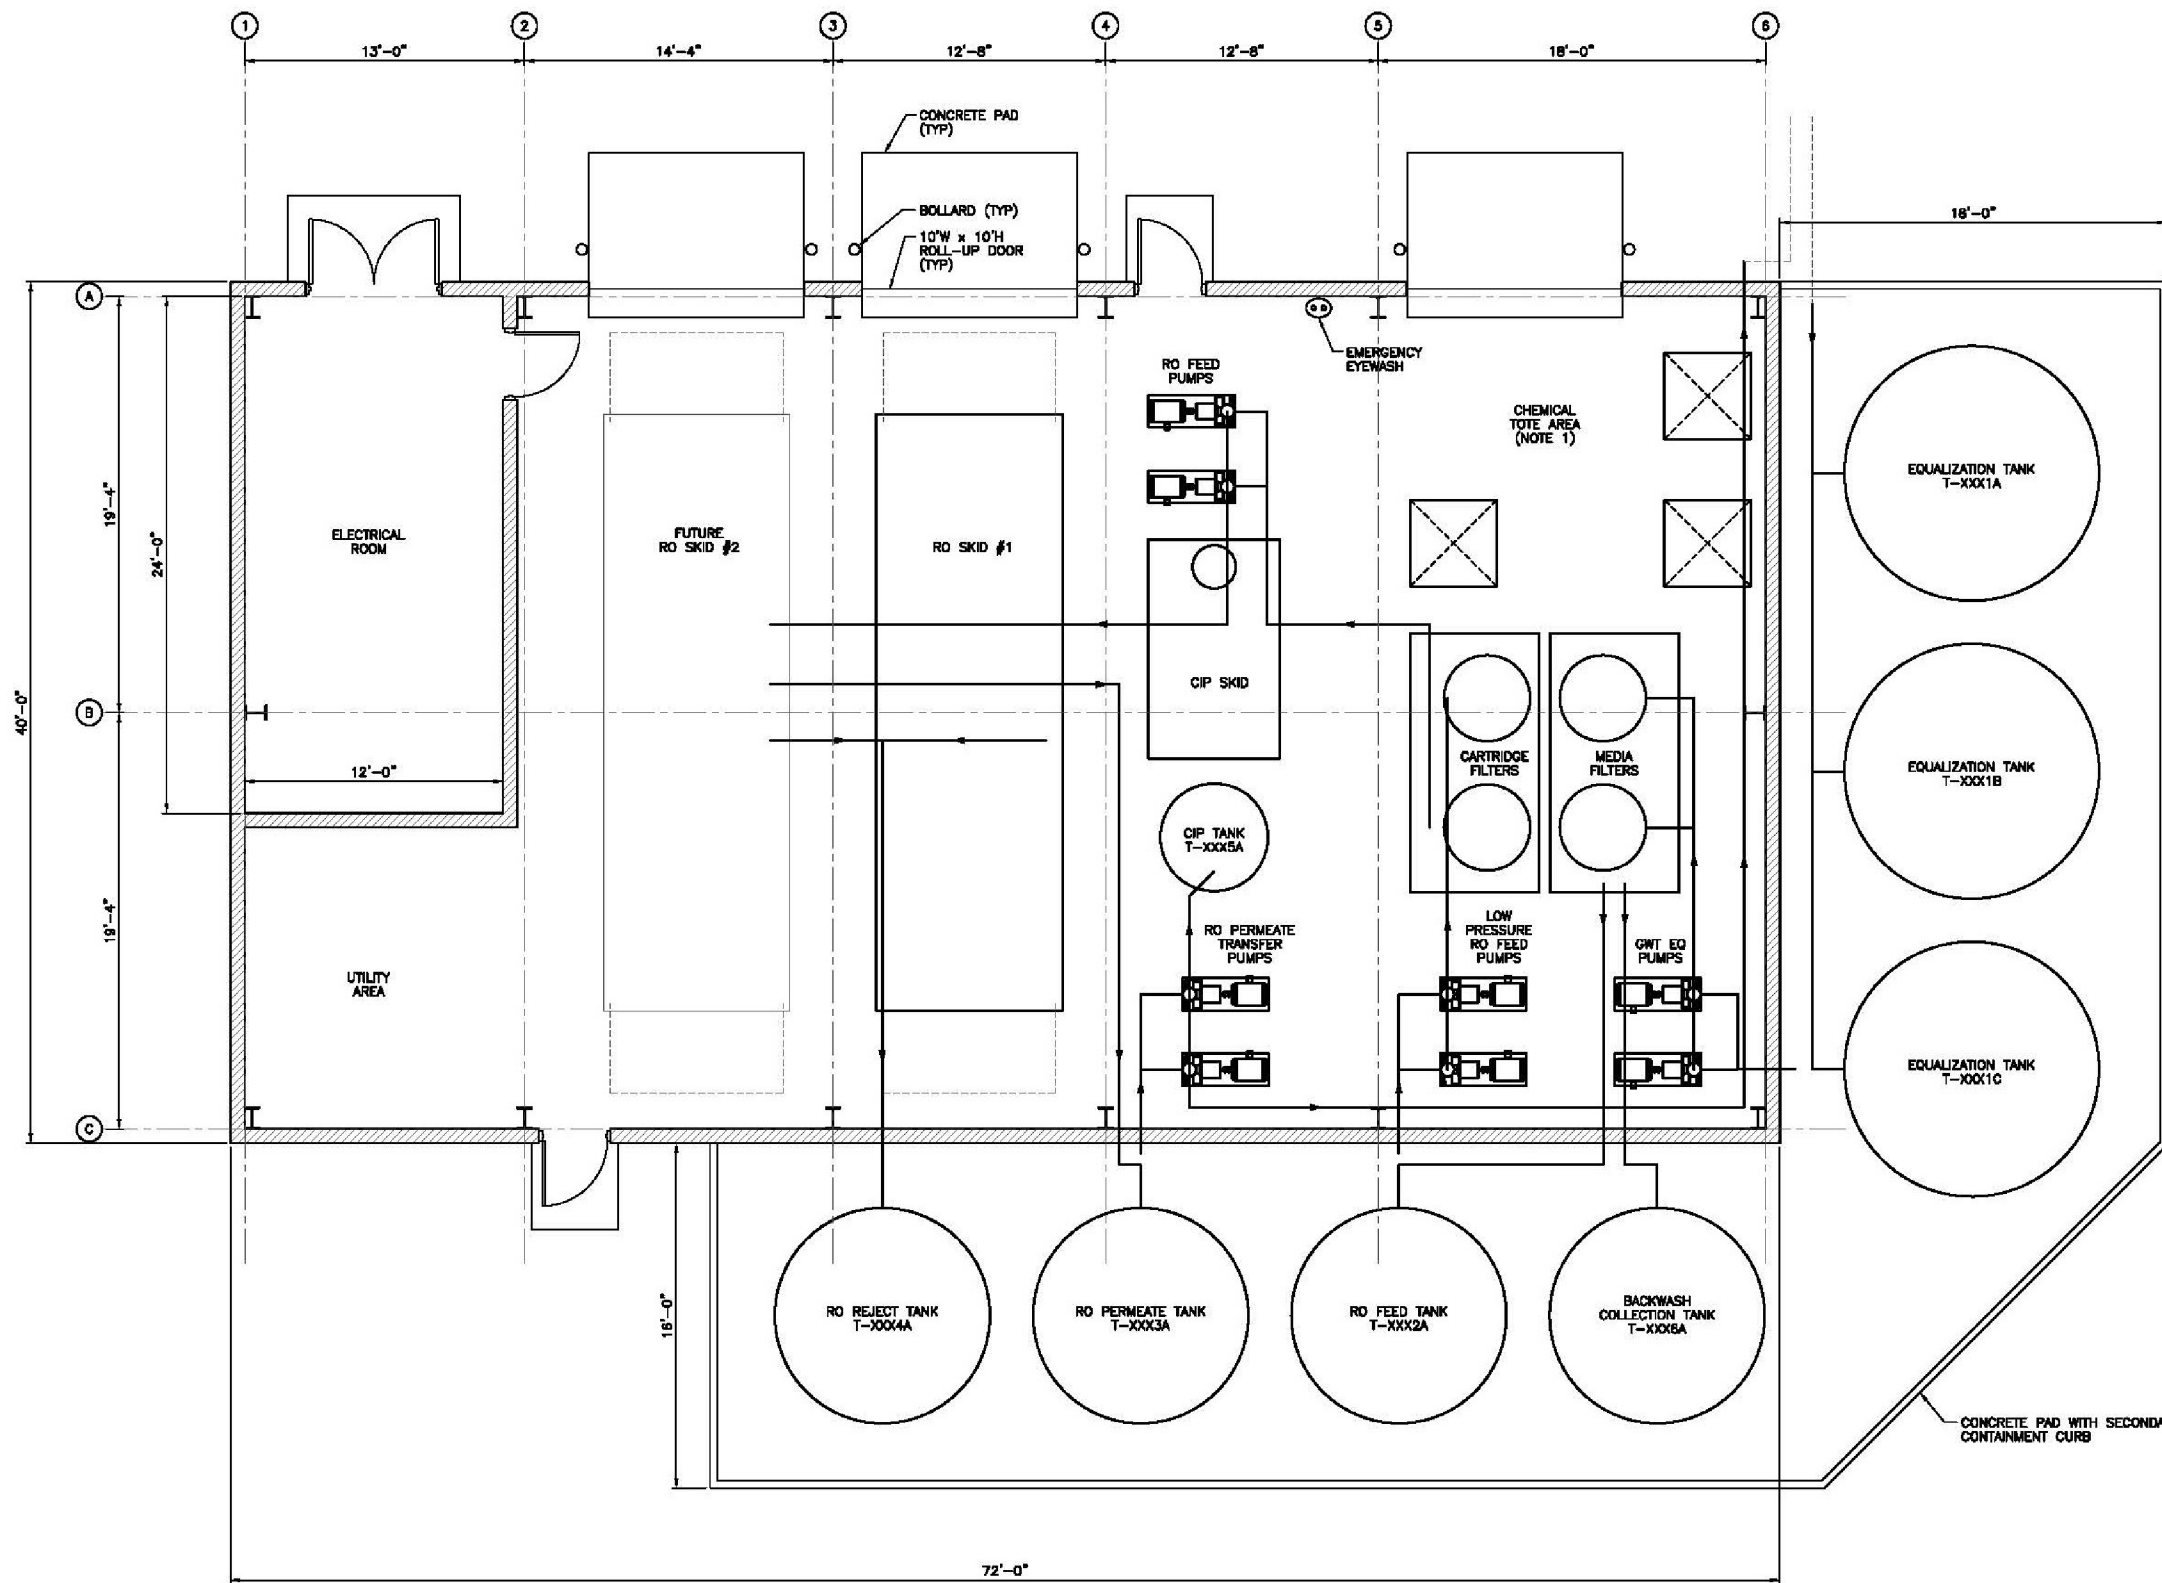 1
2
3
4
5
6
13'-0"
14'-4"
12'-8"
12'-8"
18'-0"
CONCRETE PAD
(TYP)
BOLLARD (TYP)
10'W x 10'H
ROLL-UP DOOR
(TYP)
18'-0"
A
EMERGENCY
EYEWASH
RO FEED
PUMPS
CHEMICAL
TOTE AREA
(NOTE 1)
EQUALIZATION TANK
T-XXX1A
19'-4"
24'-0"
ELECTRICAL
ROOM
FUTURE
RO SKID #2
RO SKID #1
40'-0"
B
CIP SKID
12'-0"
CARTRIDGE
FILTERS
MEDIA
FILTERS
EQUALIZATION TANK
T-XXX1B
CIP TANK
T-XXX5A
19'-4"
UTILITY
AREA
RO PERMEATE
TRANSFER
PUMPS
LOW
PRESSURE
RO FEED
PUMPS
GWT EQ
PUMPS
EQUALIZATION TANK
T-XXX1C
C
16'-0"
RO REJECT TANK
T-XXX4A
RO PERMEATE TANK
T-XXX3A
RO FEED TANK
T-XXX2A
BACKWASH
COLLECTION TANK
T-XXX6A
CONCRETE PAD WITH SECONDA
CONTAINMENT CURB
72'-0"